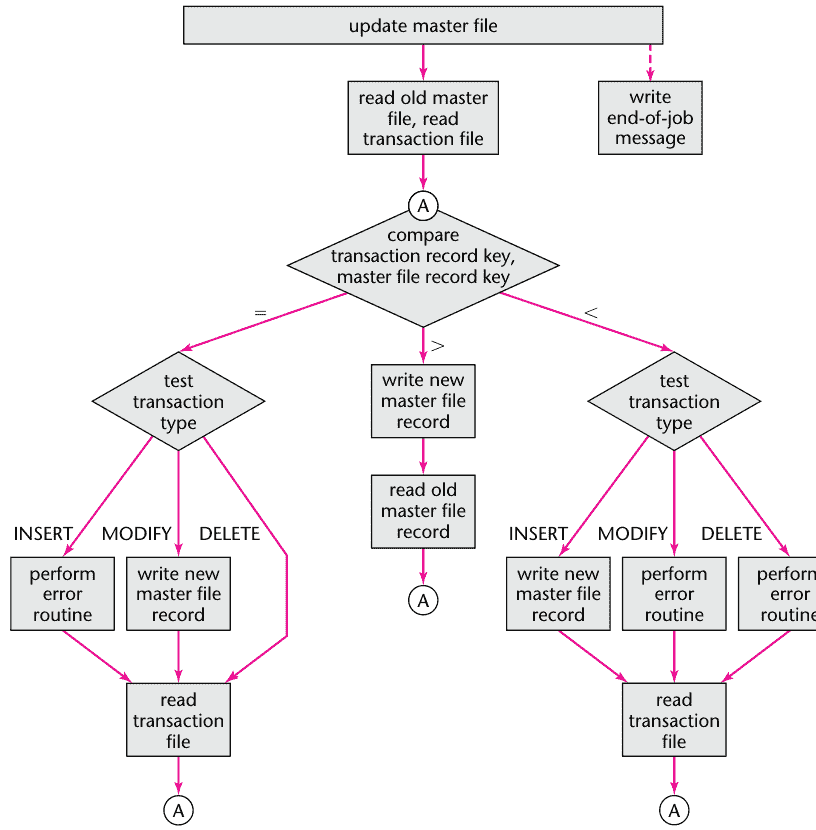 update master file
read old master
file, read
transaction file
write
end-of-job
message
A
compare
transaction record key,
master file record key
=
>
<
test
transaction
type
write new
master file
record
test
transaction
type
read old
master file
record
INSERT
MODIFY
DELETE
INSERT
MODIFY
DELETE
perform
error
routine
write new
master file
record
A
write new
master file
record
perform
error
routine
perform
error
routine
read
transaction
file
read
transaction
file
A
A